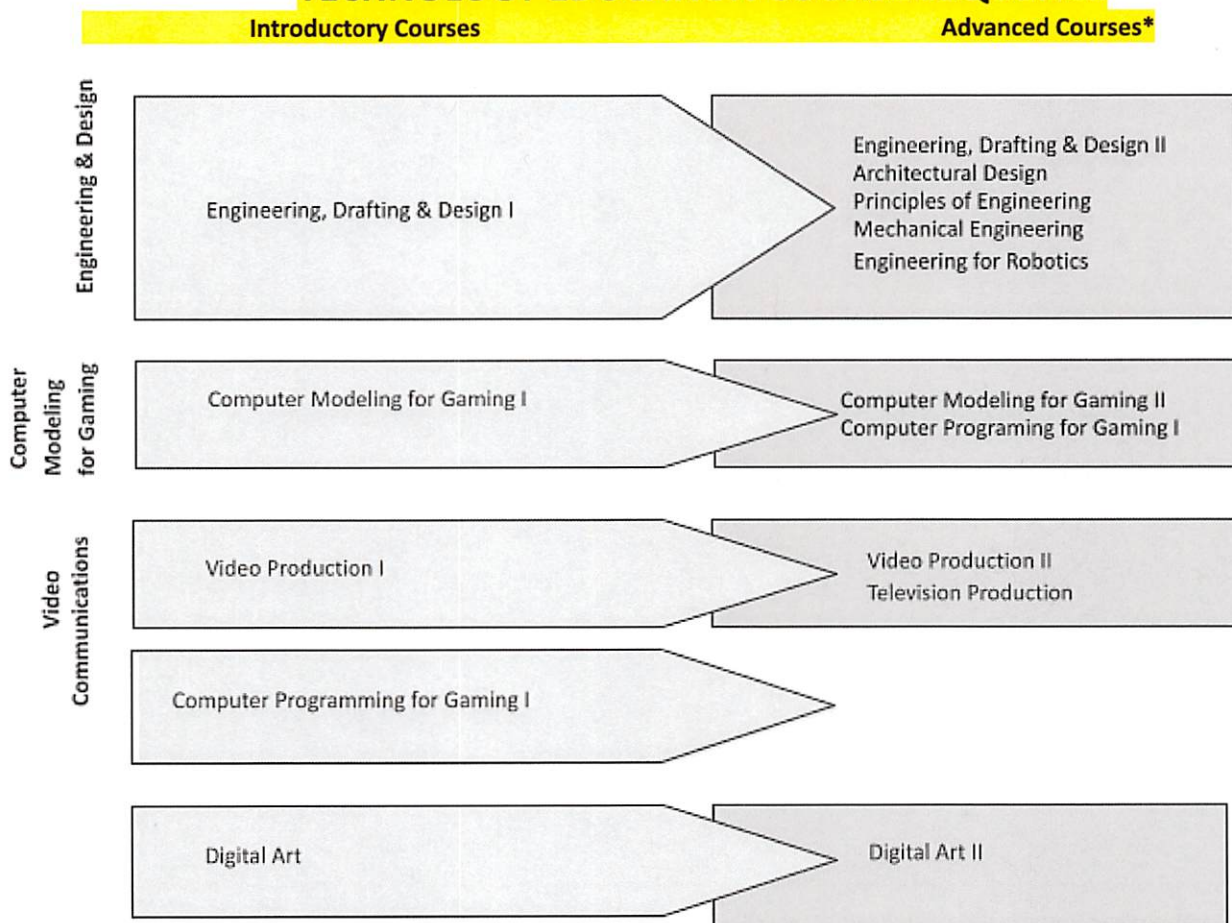 Introductory Courses Advanced Courses*
Engineering & Design
Engineering, Drafting & Design I
Engineering, Drafting & Design II
Architectural Design
Principles of Engineering
Mechanical Engineering
Engineering for Robotics
Computer
Modeling
for Gaming
Computer Modeling for Gaming I
Computer Modeling for Gaming II
Computer Programing for Gaming I
Video
Communications
Video Production I
Video Production II
Television Production
Computer Programming for Gaming I
Digital Art
Digital Art II